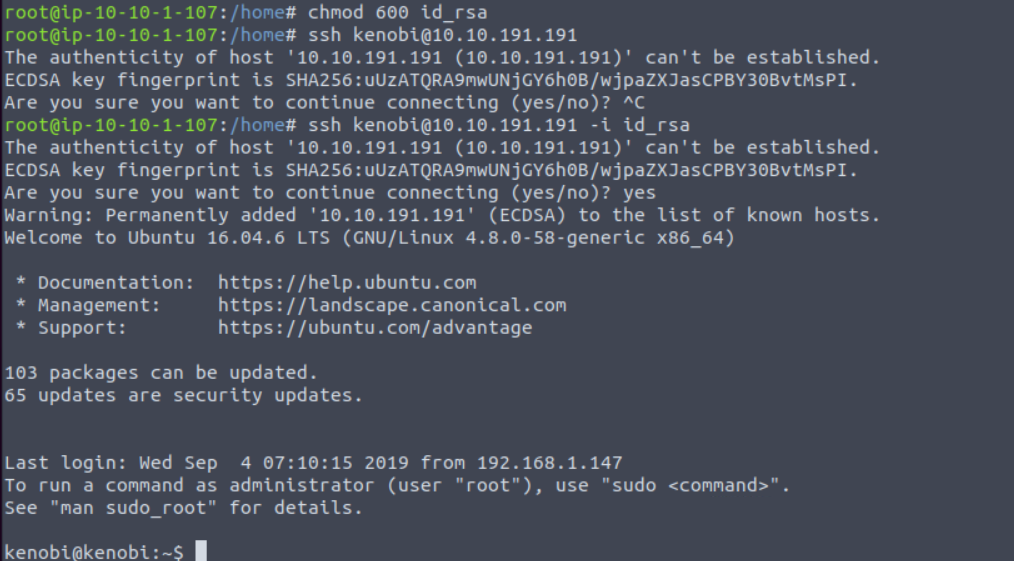 root@ip-10-10-1-107:/home# chmod 600 id_rsa
root@ip-10-10-1-107:/home# ssh kenobi@10.10.191.191
The authenticity of host '10.10.191.191 (10.10.191.191)' can't be established.
ECDSA key fingerprint is SHA256:uUzATQRA9mwUNjGY6h0B/wjpaZXJasCPBY30BvtMsPI.
Are you sure you want to continue connecting (yes/no)? ^C
root@ip-10-10-1-107:/home# ssh kenobi@10.10.191.191 -i id_rsa
The authenticity of host '10.10.191.191 (10.10.191.191)' can't be established.
ECDSA key fingerprint is SHA256:uUzATQRA9mwUNjGY6h0B/wjpaZXJasCPBY30BvtMsPI.
Are you sure you want to continue connecting (yes/no)? yes
Warning: Permanently added '10.10.191.191' (ECDSA) to the list of known hosts.
Welcome to Ubuntu 16.04.6 LTS (GNU/Linux 4.8.0-58-generic x86_64)
* Documentation:  https://help.ubuntu.com
* Management:     https://landscape.canonical.com
* Support:        https://ubuntu.com/advantage
103 packages can be updated.
65 updates are security updates.
Last login: Wed Sep  4 07:10:15 2019 from 192.168.1.147
To run a command as administrator (user "root"), use "sudo <command>".
See "man sudo_root" for details.
kenobi@kenobi:~$